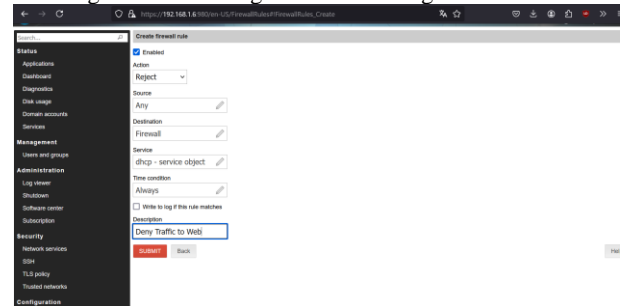 https://192.168.1.6:980/en-US/FirewallRules#!FirewallRules_Create
Search...
Create firewall rule
Status
Applications
Dashboard
Diagnostics
Disk usage
Domain accounts
Services
Management
Users and groups
Administration
Log viewer
Shutdown
Software center
Subscription
Security
Network services
SSH
TLS policy
Trusted networks
Configuration
Enabled
Action
Reject
Source
Any
Destination
Firewall
Service
dhcp - service object
Time condition
Always
Write to log if this rule matches
Description
Deny Traffic to Web
SUBMIT
Back